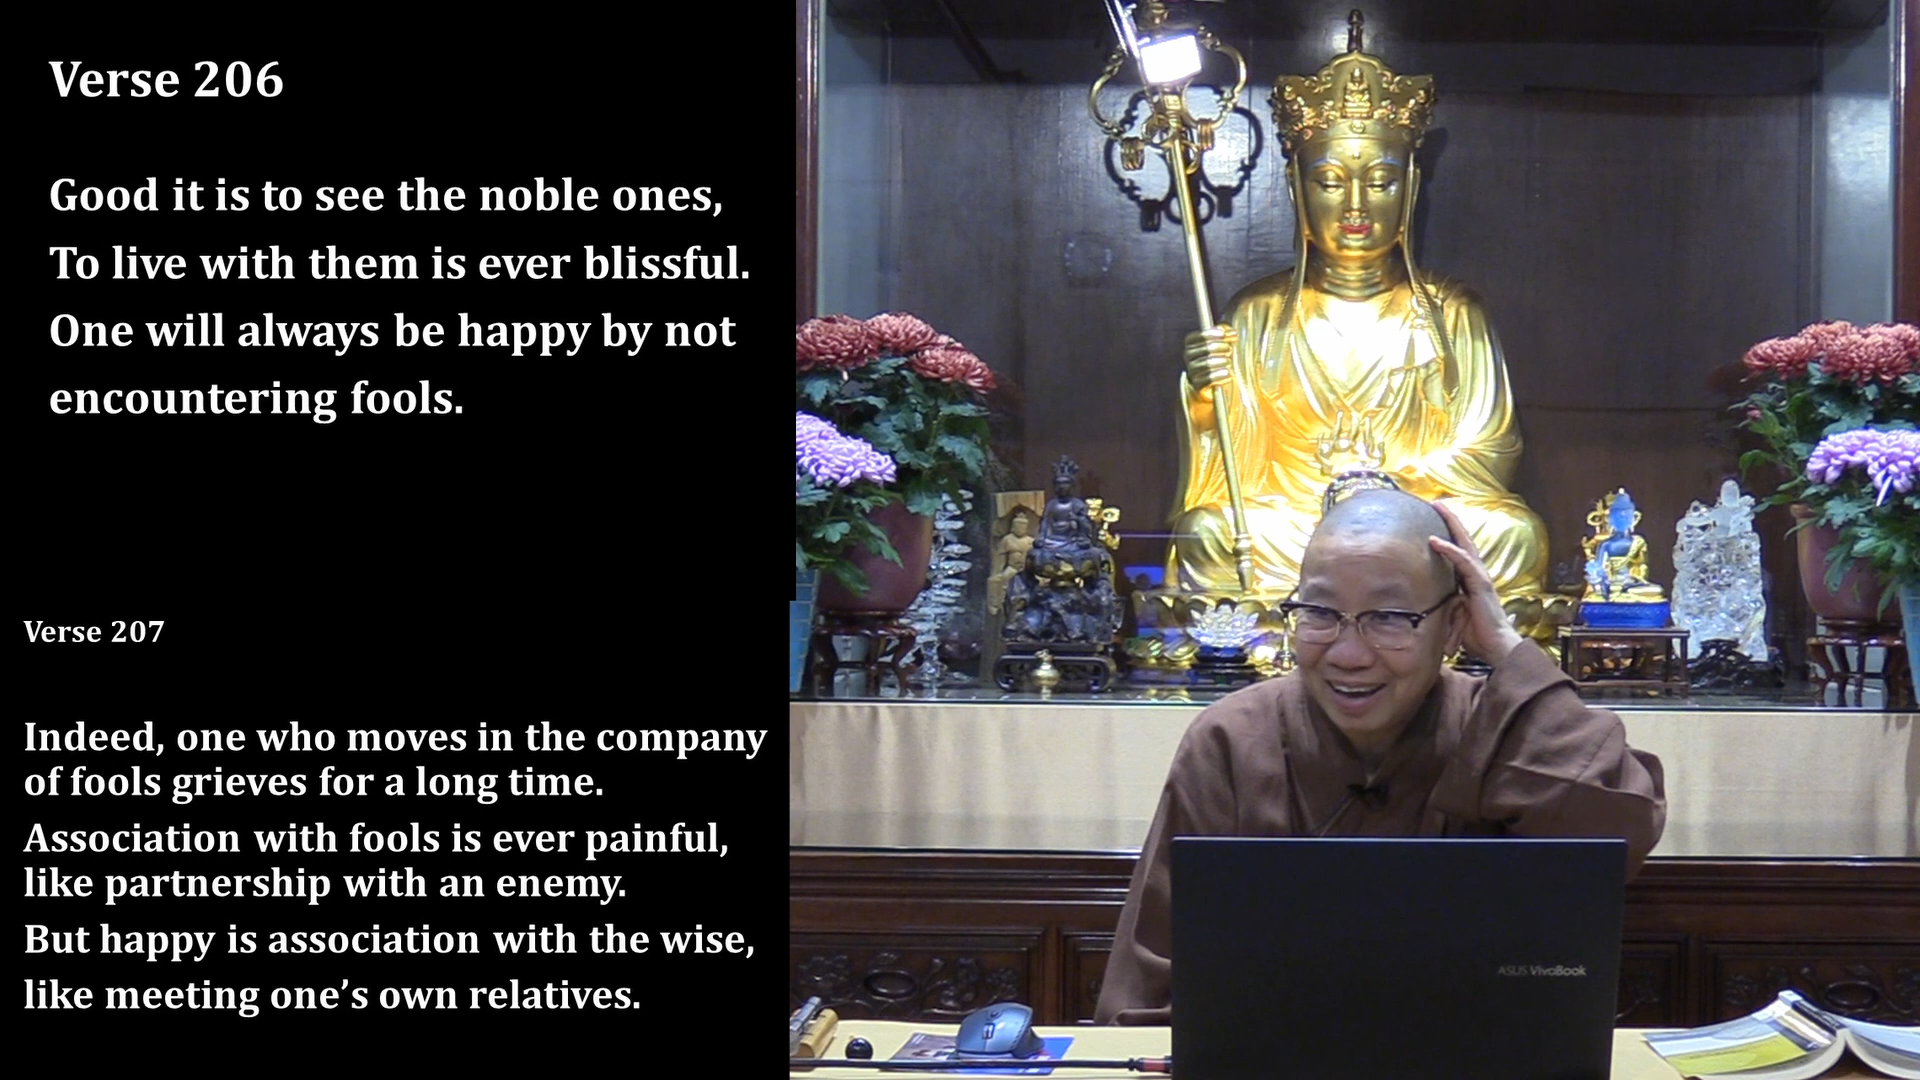 Verse 206
Good it is to see the noble ones,
To live with them is ever blissful.
One will always be happy by not
encountering fools.
Verse 207
Indeed, one who moves in the company
of fools grieves for a long time.
Association with fools is ever painful,
like partnership with an enemy.
But happy is association with the wise,
like meeting one’s own relatives.
ASUS VivoBook